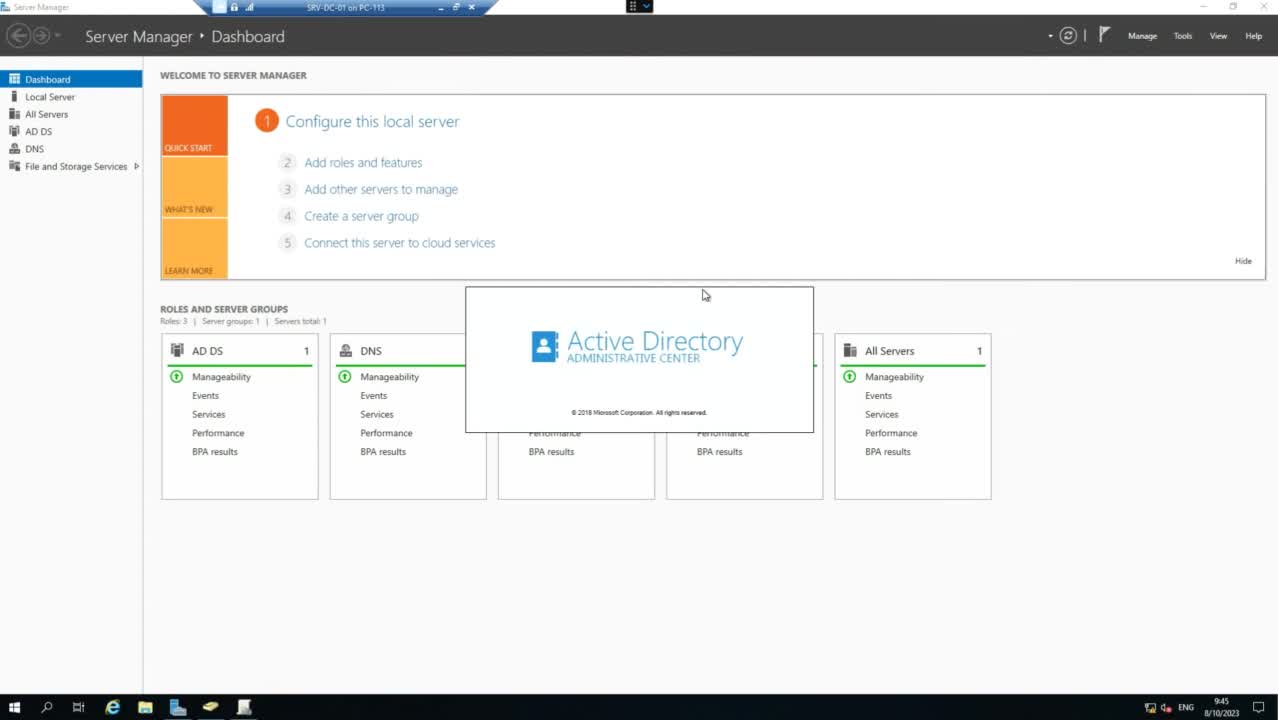 Server Manager
SRV-DC-01 on PC-113
Server Manager ‣ Dashboard
Manage Tools View Help
Dashboard
Local Server
All Servers
AD DS
DNS
File and Storage Services
WELCOME TO SERVER MANAGER
QUICK START
WHAT'S NEW
LEARN MORE
1 Configure this local server
2 Add roles and features
3 Add other servers to manage
4 Create a server group
5 Connect this server to cloud services
Hide
ROLES AND SERVER GROUPS
Roles: 3 | Server groups: 1 | Servers total: 1
AD DS 1
Manageability
Events
Services
Performance
BPA results
DNS
Manageability
Events
Services
Performance
BPA results
Active Directory
ADMINISTRATIVE CENTER
© 2018 Microsoft Corporation. All rights reserved.
Performance
BPA results
Performance
BPA results
All Servers 1
Manageability
Events
Services
Performance
BPA results
ENG
9:45
8/10/2023